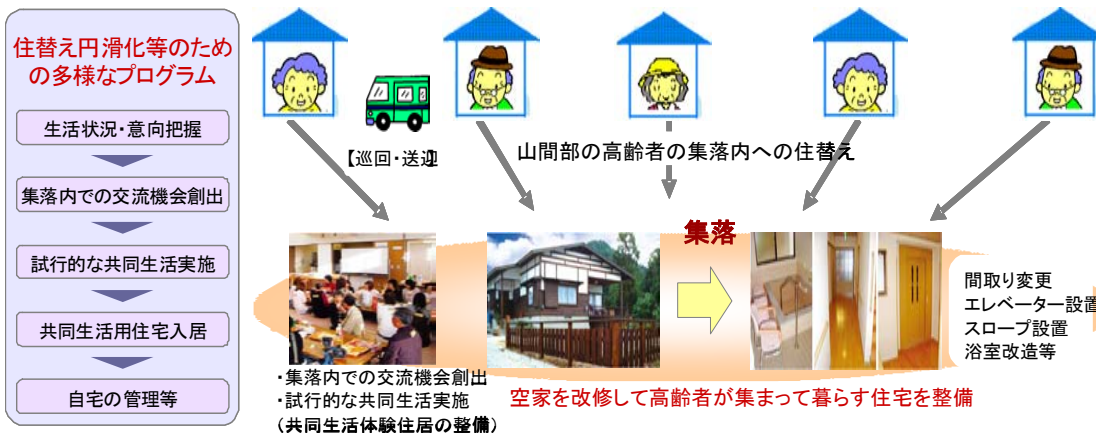 住替え円滑化等のため
の多様なプログラム
生活状況・意向把握
集落内での交流機会創出
試行的な共同生活実施
共同生活用住宅入居
自宅の管理等
【巡回・送迎】
山間部の高齢者の集落内への住替え
集落
間取り変更
エレベーター設置
スロープ設置
浴室改造等
・集落内での交流機会創出
・試行的な共同生活実施
（共同生活体験住居の整備）
空家を改修して高齢者が集まって暮らす住宅を整備